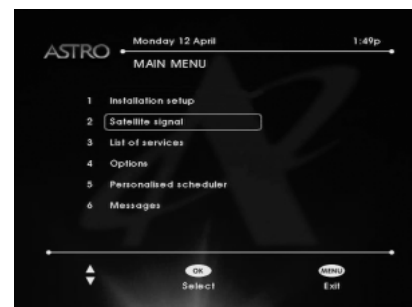 ASTRO
Monday 12 April 1:49p
MAIN MENU
1 Installation setup
2 Satellite signal
3 List of services
4 Options
5 Personalised scheduler
6 Messages
OK MENU
Select Exit